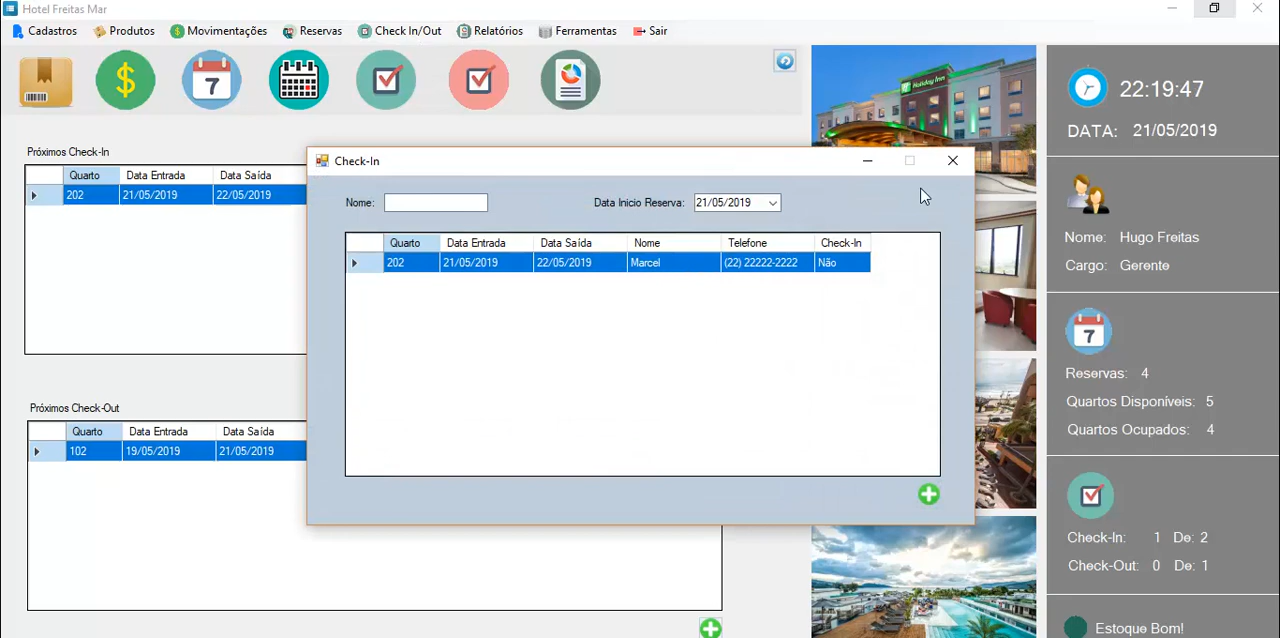 Hotel Freitas Mar
Cadastros Produtos Movimentações Reservas Check In/Out Relatórios Ferramentas Sair
7
Holiday Inn
22:19:47
DATA: 21/05/2019
Próximos Check-In
Quarto Data Entrada Data Saída
202 21/05/2019 22/05/2019
Check-In
Nome: Data Inicio Reserva: 21/05/2019
Quarto Data Entrada Data Saída Nome Telefone Check-In
202 21/05/2019 22/05/2019 Marcel (22) 22222-2222 Não
Nome: Hugo Freitas
Cargo: Gerente
7
Reservas: 4
Quartos Disponíveis: 5
Quartos Ocupados: 4
Próximos Check-Out
Quarto Data Entrada Data Saída
102 19/05/2019 21/05/2019
Check-In: 1 De: 2
Check-Out: 0 De: 1
Estoque Bom!